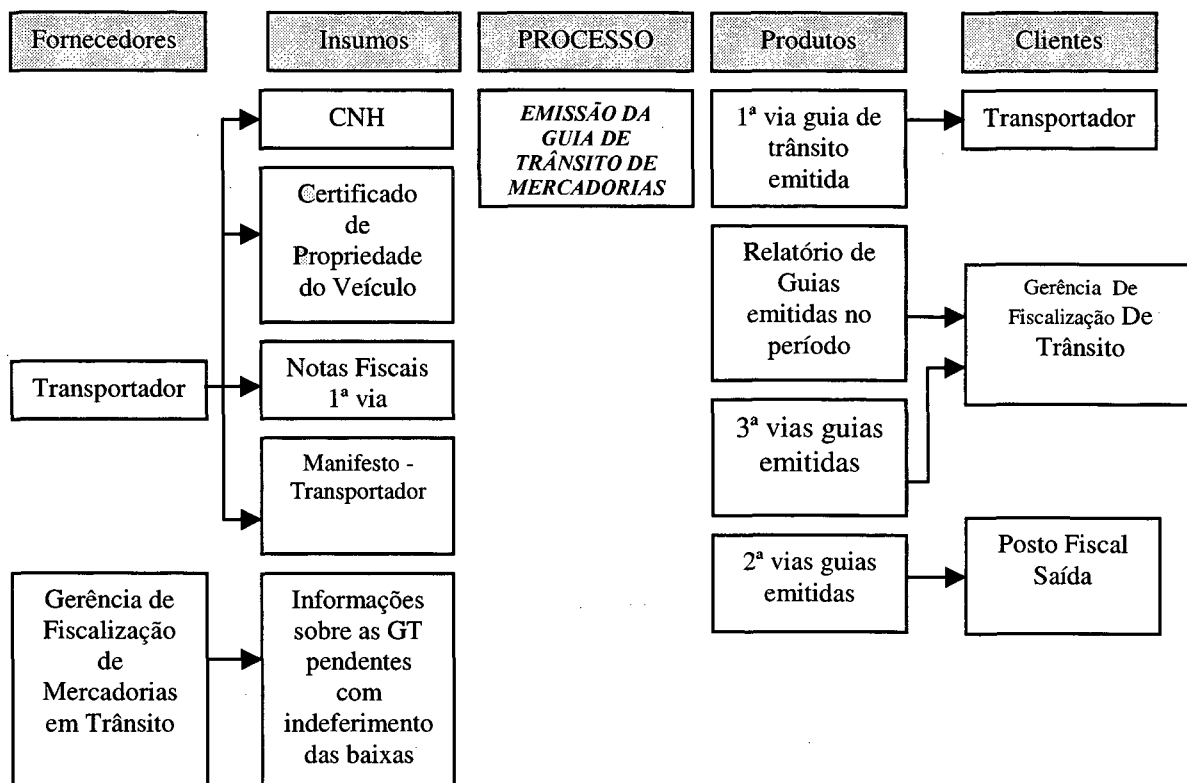 Fornecedores
Insumos
PROCESSO
Produtos
Clientes
CNH
EMISSÃO DA
GUIA DE
TRÂNSITO DE
MERCADORIAS
1ª via guia de
trânsito
emitida
Transportador
Certificado
de
Propriedade
do Veículo
Relatório de
Guias
emitidas no
período
Gerência De
Fiscalização De
Trânsito
Transportador
Notas Fiscais
1ª via
3ª vias guias
emitidas
Manifesto -
Transportador
2ª vias guias
emitidas
Posto Fiscal
Saída
Gerência de
Fiscalização
de
Mercadorias
em Trânsito
Informações
sobre as GT
pendentes
com
indeferimento
das baixas